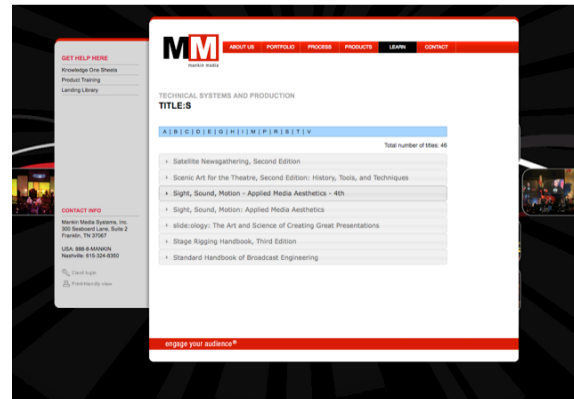 MM
mankin media
ABOUT US PORTFOLIO PROCESS PRODUCTS LEARN CONTACT
GET HELP HERE
Knowledge One Sheets
Product Training
Lending Library
CONTACT INFO
Mankin Media Systems, Inc.
300 Seaboard Lane, Suite 2
Franklin, TN 37067
USA: 888-8-MANKIN
Nashville: 615-324-8350
Client login
Print-friendly view
TECHNICAL SYSTEMS AND PRODUCTION
TITLE:S
A | B | C | D | E | G | H | I | M | P | R | S | T | V
Total number of titles: 46
Satellite Newsgathering, Second Edition
Scenic Art for the Theatre, Second Edition: History, Tools, and Techniques
Sight, Sound, Motion - Applied Media Aesthetics - 4th
Sight, Sound, Motion: Applied Media Aesthetics
slide:ology: The Art and Science of Creating Great Presentations
Stage Rigging Handbook, Third Edition
Standard Handbook of Broadcast Engineering
engage your audience®